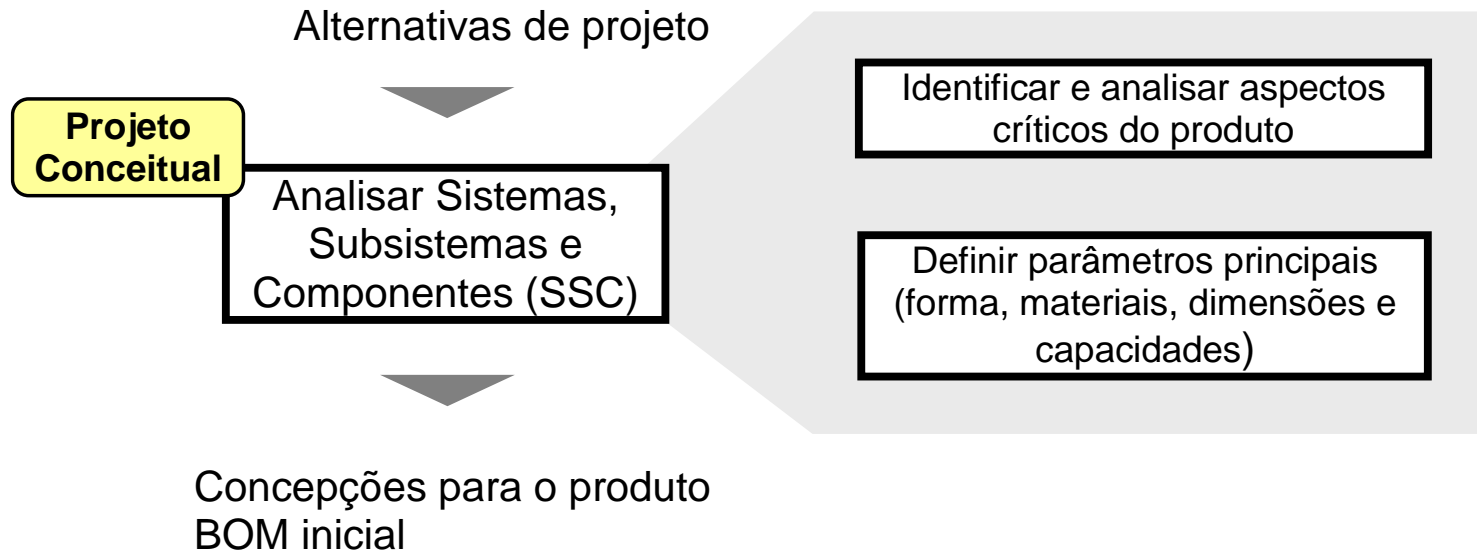 Alternativas de projeto
Projeto
Conceitual
Analisar Sistemas,
Subsistemas e
Componentes (SSC)
Identificar e analisar aspectos
críticos do produto
Definir parâmetros principais
(forma, materiais, dimensões e
capacidades)
Concepções para o produto
BOM inicial